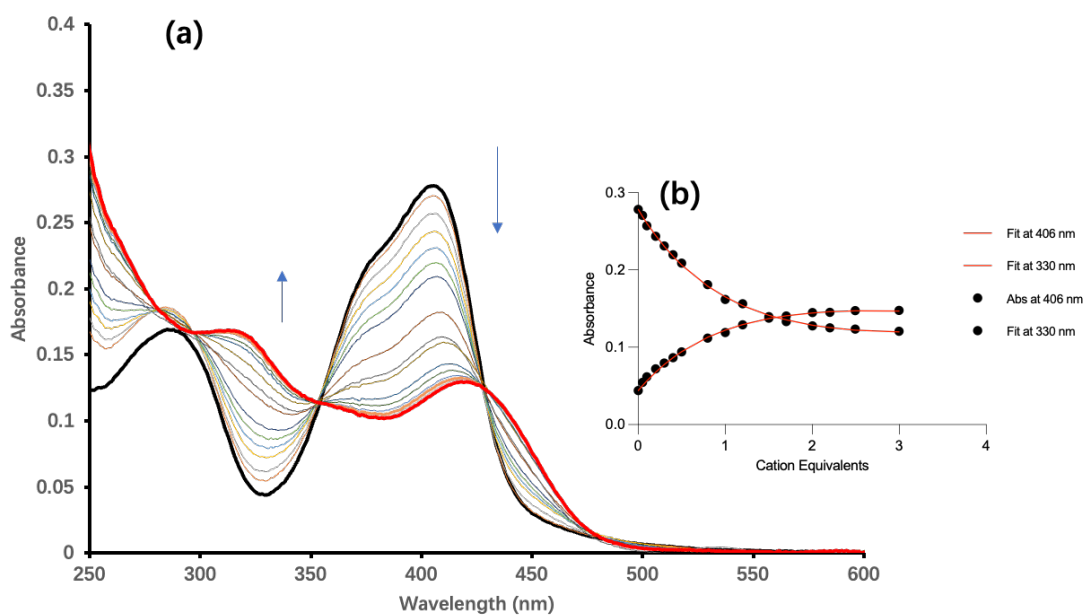 (a)
Absorbance
0.4
0.35
0.3
0.25
0.2
0.15
0.1
0.05
0
250 300 350 400 450 500 550 600
Wavelength (nm)
(b)
Absorbance
0.3
0.2
0.1
0.0
0 1 2 3 4
Cation Equivalents
Fit at 406 nm
Fit at 330 nm
Abs at 406 nm
Fit at 330 nm